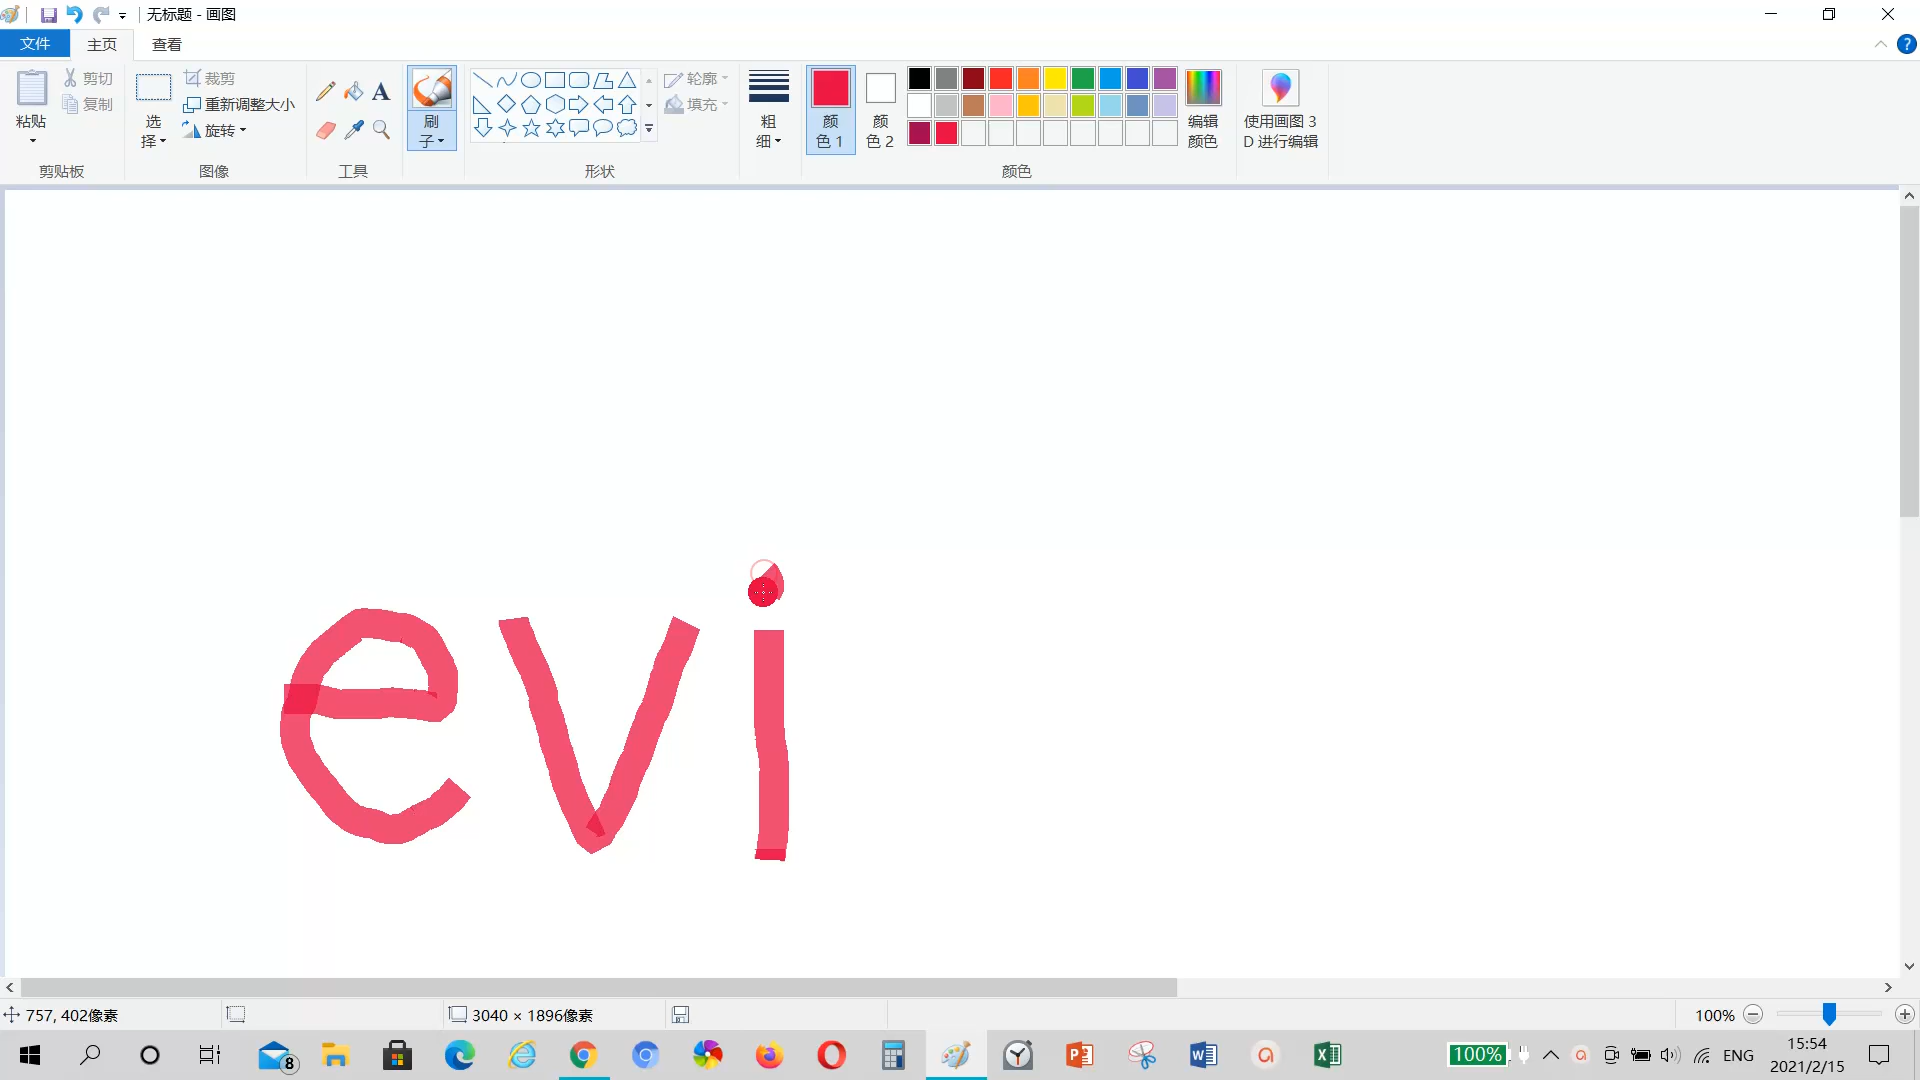 无标题 - 画图
文件 主页 查看
粘贴 剪切 复制 剪贴板
选择 裁剪 重新调整大小 旋转 图像
A 工具
刷子
形状
轮廓 填充
粗细
颜色 1 颜色 2 颜色
编辑颜色
使用画图 3D 进行编辑
evi
757, 402像素 3040 × 1896像素 100%
8 100% ENG 15:54
2021/2/15